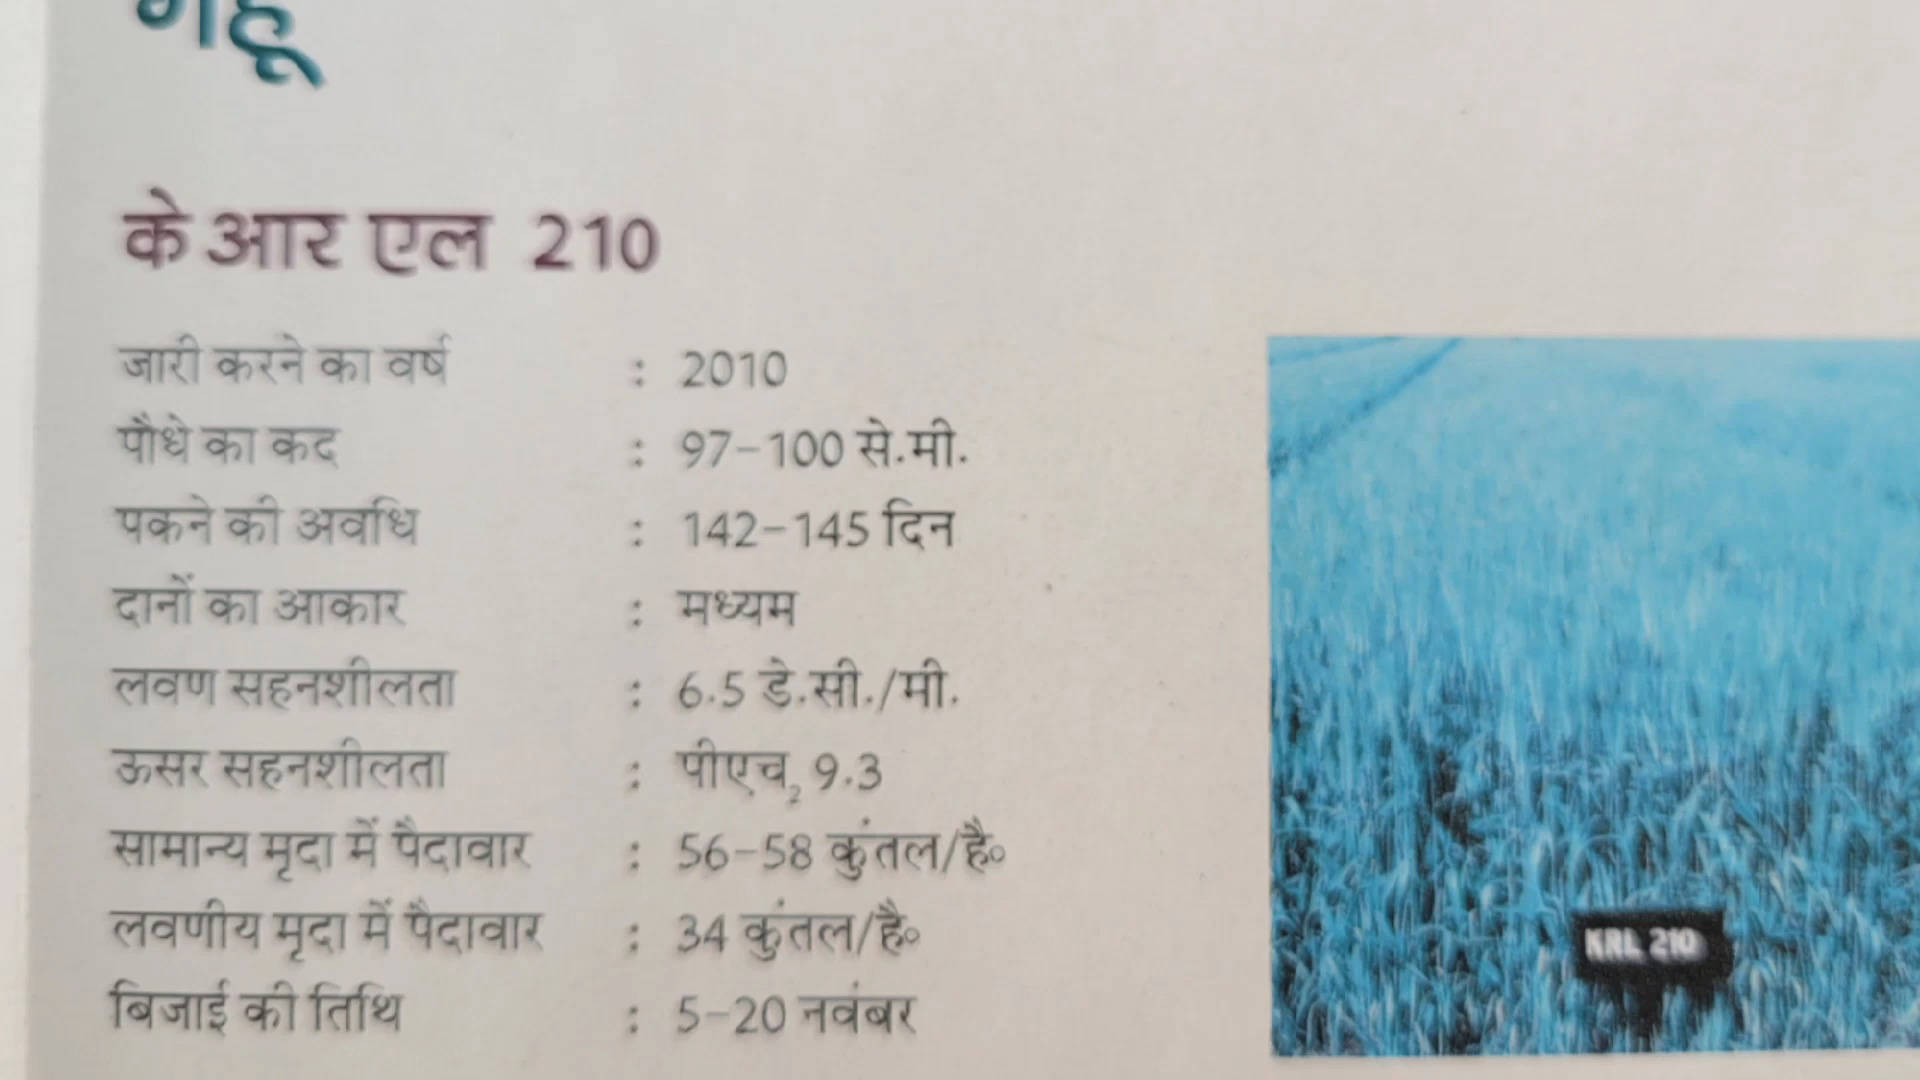 गेहूँ
के आर एल 210
जारी करने का वर्ष : 2010
पौधे का कद : 97-100 से.मी.
पकने की अवधि : 142-145 दिन
दानों का आकार : मध्यम
लवण सहनशीलता : 6.5 डे.सी./मी.
ऊसर सहनशीलता : पीएच₂ 9.3
सामान्य मृदा में पैदावार : 56-58 कुंतल/है॰
लवणीय मृदा में पैदावार : 34 कुंतल/है॰
बिजाई की तिथि : 5-20 नवंबर
KRL 210